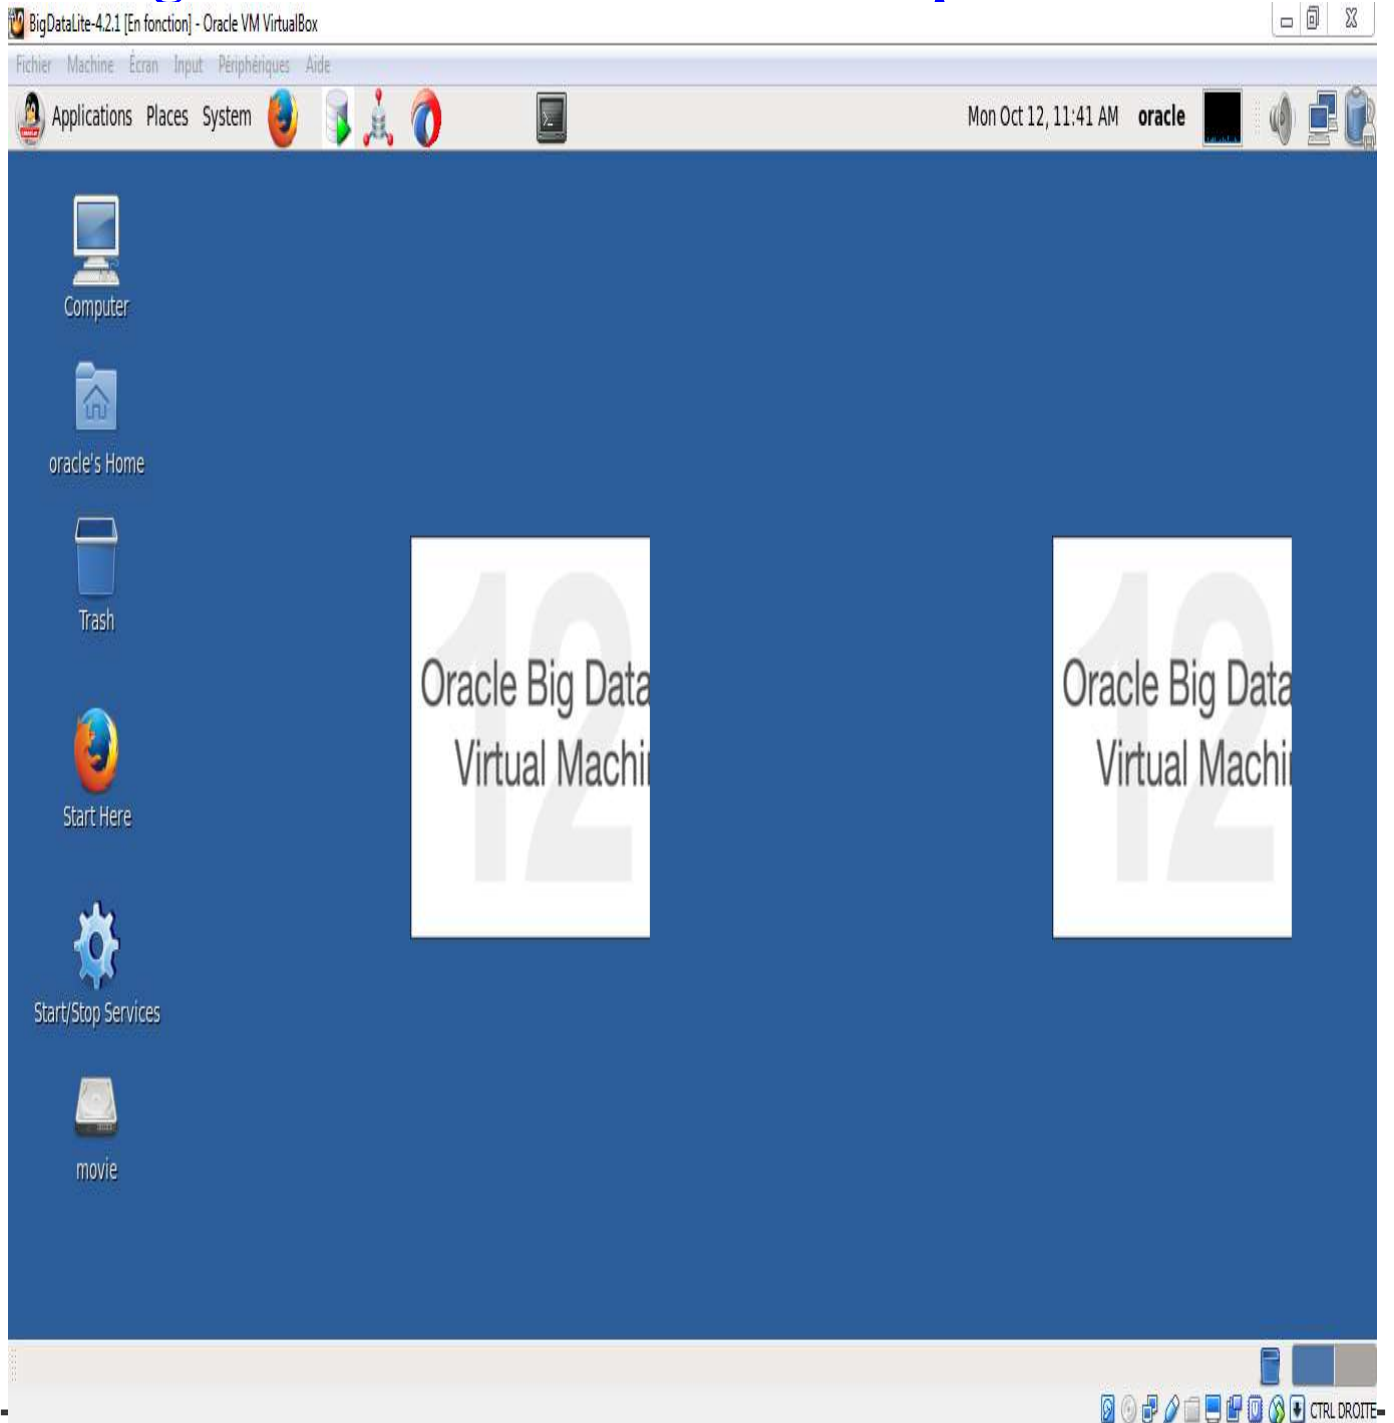 BigDataLite-4.2.1 [En fonction] - Oracle VM VirtualBox
Fichier Machine Écran Input Périphériques Aide
Applications Places System Mon Oct 12, 11:41 AM oracle
Computer
oracle's Home
Trash
Start Here
Start/Stop Services
movie
12
Oracle Big Data
Virtual Machi
12
Oracle Big Data
Virtual Machi
CTRL DROITE